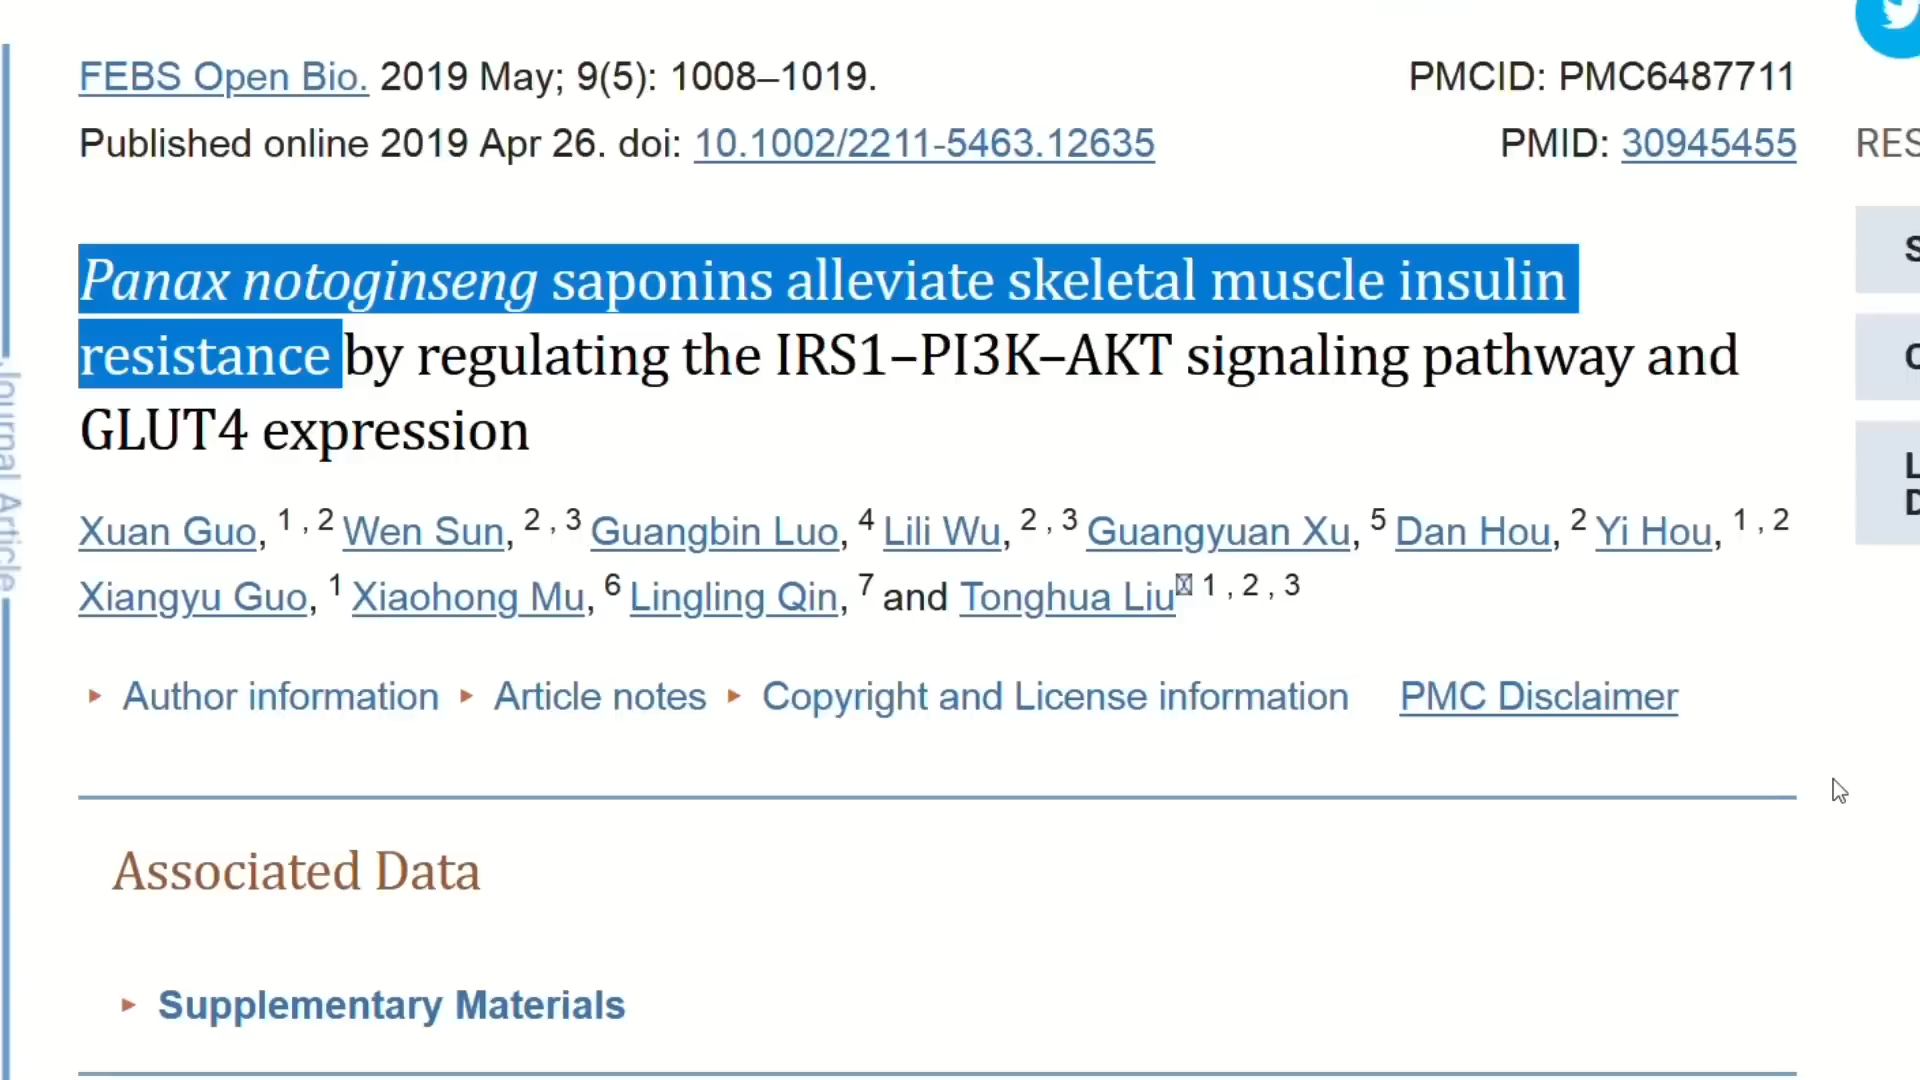 FEBS Open Bio. 2019 May; 9(5): 1008–1019.
PMCID: PMC6487711
Published online 2019 Apr 26. doi: 10.1002/2211-5463.12635
PMID: 30945455
RES
Panax notoginseng saponins alleviate skeletal muscle insulin
resistance by regulating the IRS1–PI3K–AKT signaling pathway and
GLUT4 expression
Journal Article
Xuan Guo, 1 , 2 Wen Sun, 2 , 3 Guangbin Luo, 4 Lili Wu, 2 , 3 Guangyuan Xu, 5 Dan Hou, 2 Yi Hou, 1 , 2
Xiangyu Guo, 1 Xiaohong Mu, 6 Lingling Qin, 7 and Tonghua Liu 1 , 2 , 3
Author information Article notes Copyright and License information PMC Disclaimer
Associated Data
Supplementary Materials